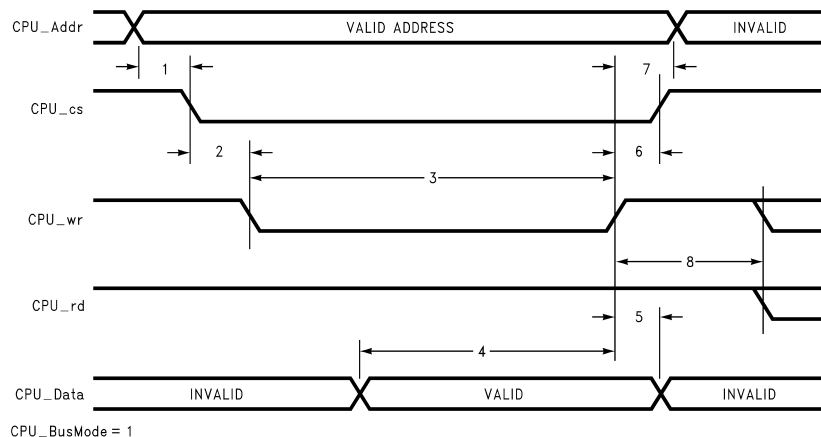 CPU_Addr VALID ADDRESS INVALID
1 7
CPU_cs
2 6
3
CPU_wr
8
CPU_rd
5
4
CPU_Data INVALID VALID INVALID
CPU_BusMode = 1